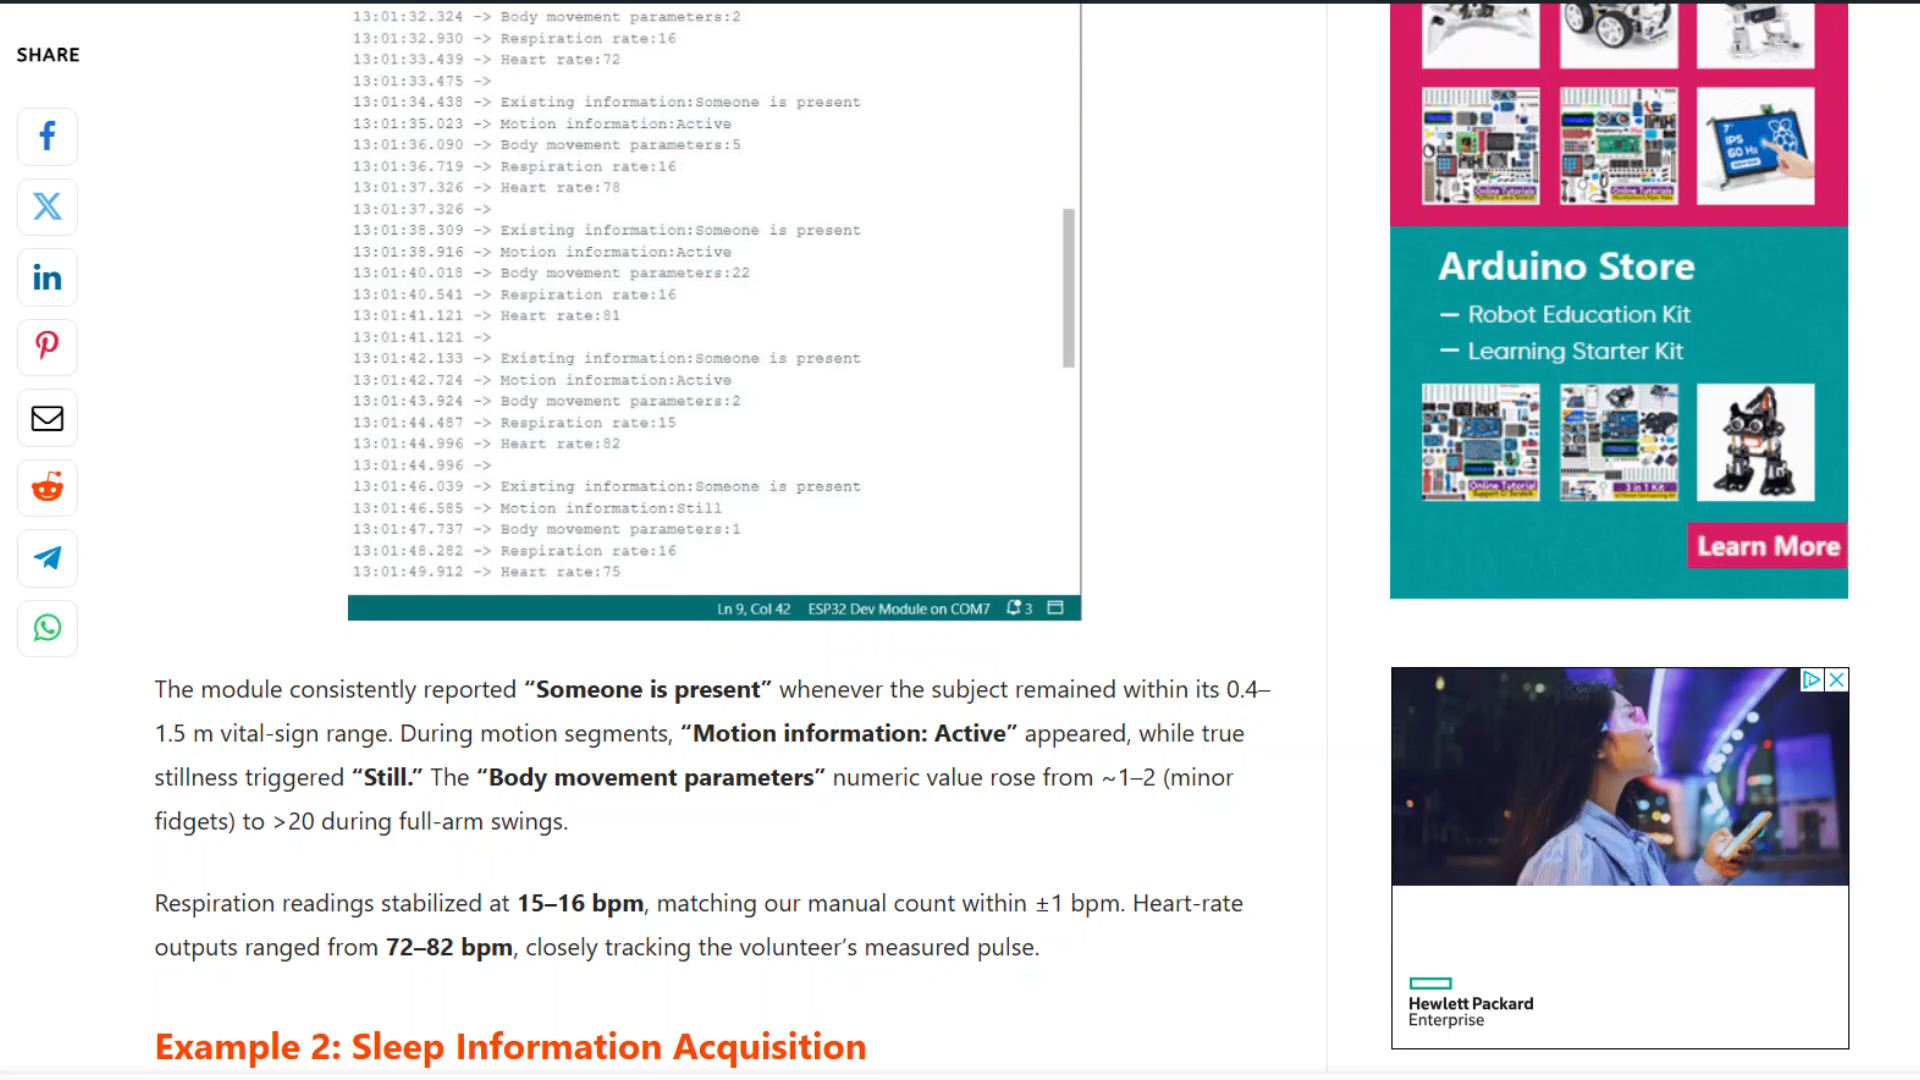 SHARE
13:01:32.324 -> Body movement parameters:2
13:01:32.930 -> Respiration rate:16
13:01:33.439 -> Heart rate:72
13:01:33.475 ->
13:01:34.438 -> Existing information:Someone is present
13:01:35.023 -> Motion information:Active
13:01:36.090 -> Body movement parameters:5
13:01:36.719 -> Respiration rate:16
13:01:37.326 -> Heart rate:78
13:01:37.326 ->
13:01:38.309 -> Existing information:Someone is present
13:01:38.916 -> Motion information:Active
13:01:40.018 -> Body movement parameters:22
13:01:40.541 -> Respiration rate:16
13:01:41.121 -> Heart rate:81
13:01:41.121 ->
13:01:42.133 -> Existing information:Someone is present
13:01:42.724 -> Motion information:Active
13:01:43.924 -> Body movement parameters:2
13:01:44.487 -> Respiration rate:15
13:01:44.996 -> Heart rate:82
13:01:44.996 ->
13:01:46.039 -> Existing information:Someone is present
13:01:46.585 -> Motion information:Still
13:01:47.737 -> Body movement parameters:1
13:01:48.282 -> Respiration rate:16
13:01:49.912 -> Heart rate:75
Ln 9, Col 42 ESP32 Dev Module on COM7 3
The module consistently reported “Someone is present” whenever the subject remained within its 0.4–
1.5 m vital-sign range. During motion segments, “Motion information: Active” appeared, while true
stillness triggered “Still.” The “Body movement parameters” numeric value rose from ~1–2 (minor
fidgets) to >20 during full-arm swings.
Respiration readings stabilized at 15–16 bpm, matching our manual count within ±1 bpm. Heart-rate
outputs ranged from 72–82 bpm, closely tracking the volunteer’s measured pulse.
Example 2: Sleep Information Acquisition
Online Tutorials
Online Tutorials
7"
IPS
60 Hz
Arduino Store
— Robot Education Kit
— Learning Starter Kit
Online Tutorial
3 in 1 Kit
Learn More
Hewlett Packard
Enterprise